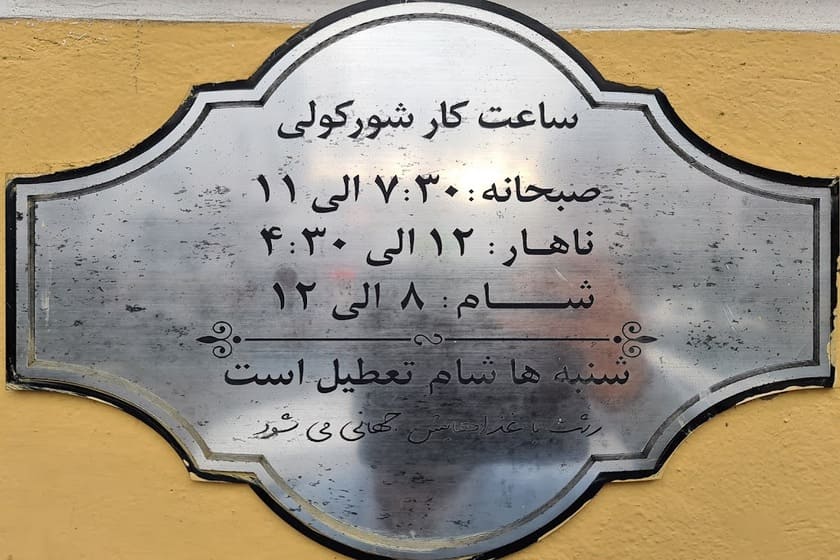 ساعت کار شورکولی
صبحانه: ۷:۳۰ الی ۱۱
ناهار: ۱۲ الی ۴:۳۰
شام: ۸ الی ۱۲
شنبه ها شام تعطیل است
رشت با غذاهایش جهانی می شود